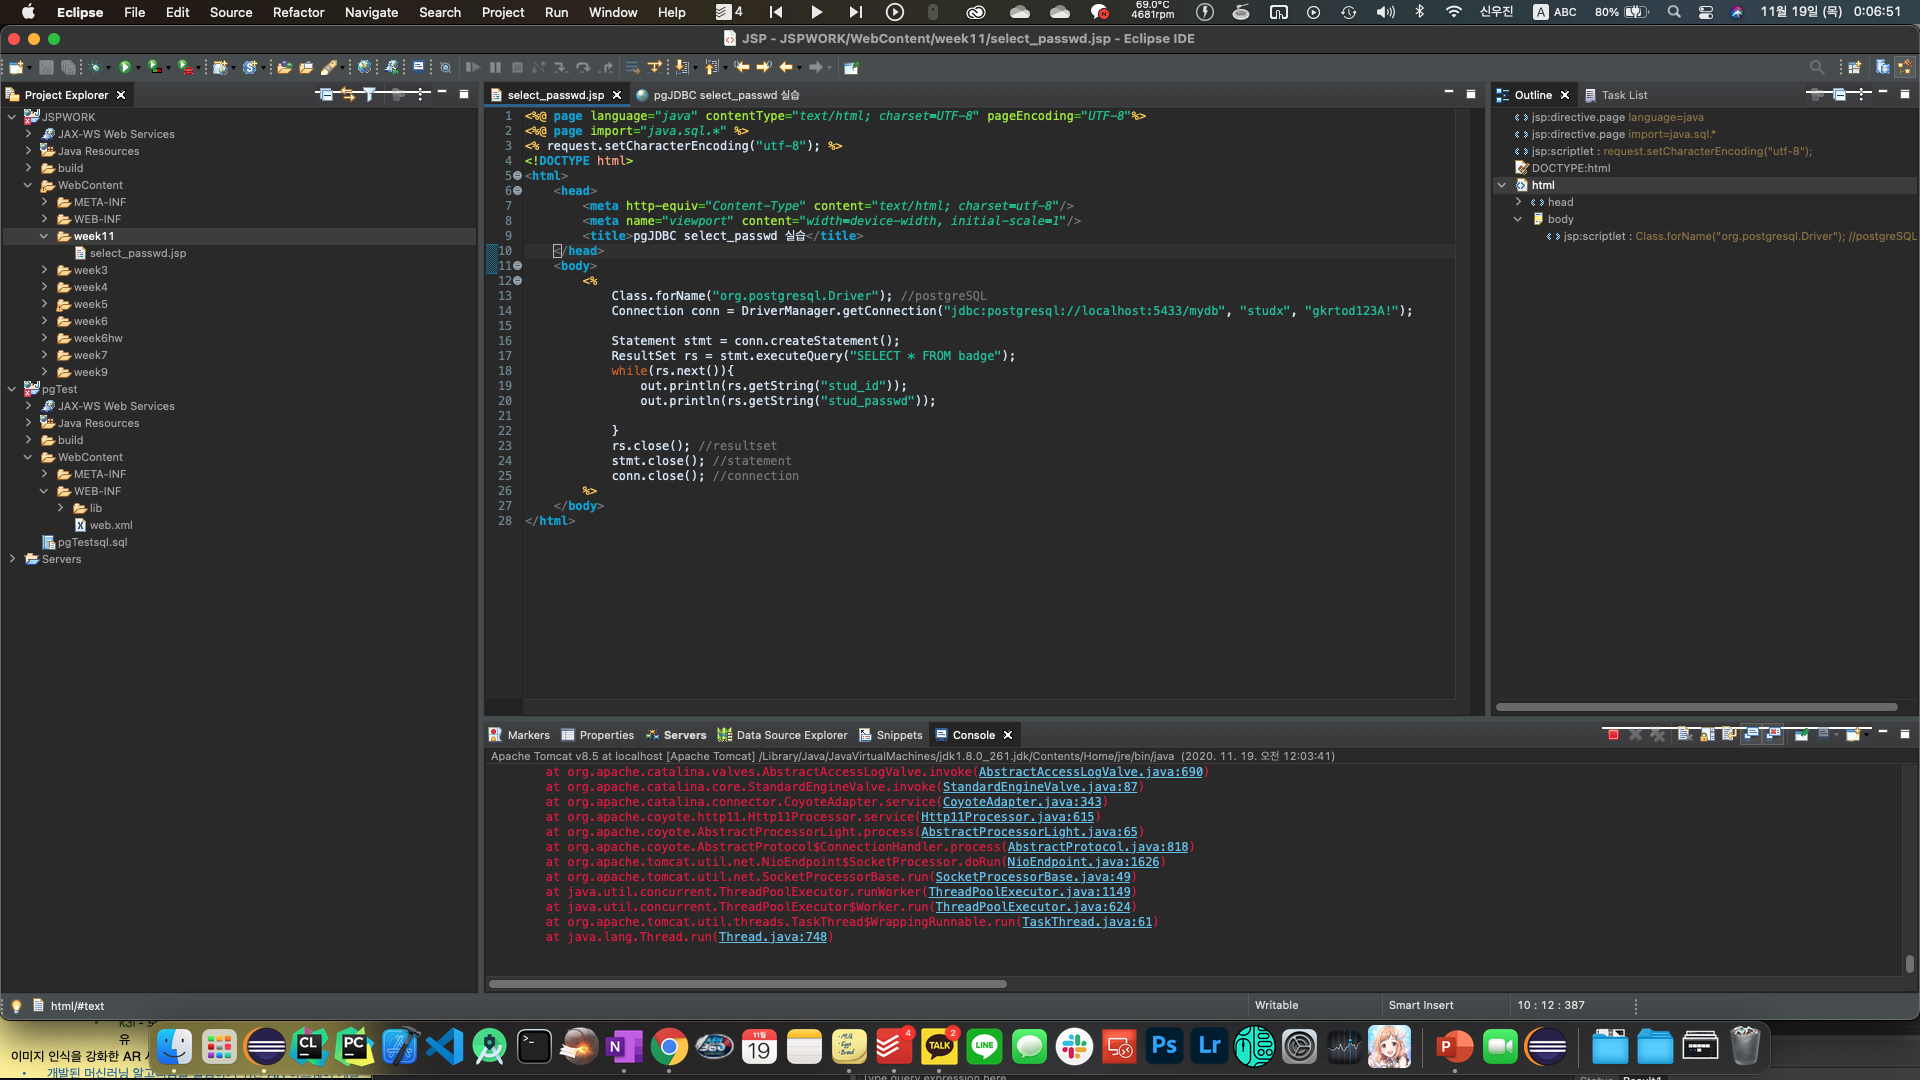 Eclipse File Edit Source Refactor Navigate Search Project Run Window Help 4 69.0°C 4681rpm 신우진 A ABC 80% 11월 19일 (목) 0:06:51
JSP - JSPWORK/WebContent/week11/select_passwd.jsp - Eclipse IDE
Project Explorer
JSPWORK
JAX-WS Web Services
Java Resources
build
WebContent
META-INF
WEB-INF
week11
select_passwd.jsp
week3
week4
week5
week6
week6hw
week7
week9
pgTest
JAX-WS Web Services
Java Resources
build
WebContent
META-INF
WEB-INF
lib
web.xml
pgTestsql.sql
Servers
select_passwd.jsp pgJDBC select_passwd 실습
1 <%@ page language="java" contentType="text/html; charset=UTF-8" pageEncoding="UTF-8"%>
2 <%@ page import="java.sql.*" %>
3 <% request.setCharacterEncoding("utf-8"); %>
4 <!DOCTYPE html>
5 <html>
6 <head>
7 <meta http-equiv="Content-Type" content="text/html; charset=utf-8"/>
8 <meta name="viewport" content="width=device-width, initial-scale=1"/>
9 <title>pgJDBC select_passwd 실습</title>
10 </head>
11 <body>
12 <%
13 Class.forName("org.postgresql.Driver"); //postgreSQL
14 Connection conn = DriverManager.getConnection("jdbc:postgresql://localhost:5433/mydb", "studx", "gkrtod123A!");
15
16 Statement stmt = conn.createStatement();
17 ResultSet rs = stmt.executeQuery("SELECT * FROM badge");
18 while(rs.next()){
19 out.println(rs.getString("stud_id"));
20 out.println(rs.getString("stud_passwd"));
21
22 }
23 rs.close(); //resultset
24 stmt.close(); //statement
25 conn.close(); //connection
26 %>
27 </body>
28 </html>
Outline Task List
jsp:directive.page language=java
jsp:directive.page import=java.sql.*
jsp:scriptlet : request.setCharacterEncoding("utf-8");
DOCTYPE:html
html
head
body
jsp:scriptlet : Class.forName("org.postgresql.Driver"); //postgreSQL
Markers Properties Servers Data Source Explorer Snippets Console
Apache Tomcat v8.5 at localhost [Apache Tomcat] /Library/Java/JavaVirtualMachines/jdk1.8.0_261.jdk/Contents/Home/jre/bin/java (2020. 11. 19. 오전 12:03:41)
at org.apache.catalina.valves.AbstractAccessLogValve.invoke(AbstractAccessLogValve.java:690)
at org.apache.catalina.core.StandardEngineValve.invoke(StandardEngineValve.java:87)
at org.apache.catalina.connector.CoyoteAdapter.service(CoyoteAdapter.java:343)
at org.apache.coyote.http11.Http11Processor.service(Http11Processor.java:615)
at org.apache.coyote.AbstractProcessorLight.process(AbstractProcessorLight.java:65)
at org.apache.coyote.AbstractProtocol$ConnectionHandler.process(AbstractProtocol.java:818)
at org.apache.tomcat.util.net.NioEndpoint$SocketProcessor.doRun(NioEndpoint.java:1626)
at org.apache.tomcat.util.net.SocketProcessorBase.run(SocketProcessorBase.java:49)
at java.util.concurrent.ThreadPoolExecutor.runWorker(ThreadPoolExecutor.java:1149)
at java.util.concurrent.ThreadPoolExecutor$Worker.run(ThreadPoolExecutor.java:624)
at org.apache.tomcat.util.threads.TaskThread$WrappingRunnable.run(TaskThread.java:61)
at java.lang.Thread.run(Thread.java:748)
html/#text Writable Smart Insert 10 : 12 : 387
유
이미지 인식을 강화한 AR
개발된 머신러닝
CL PC N 11월 19 4 TALK 2 LINE Ps Lr P
Type query expression here
Status Result1